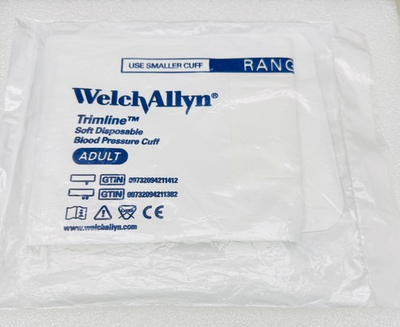 USE SMALLER CUFF RANG
WelchAllyn®
Trimline™
Soft Disposable
Blood Pressure Cuff
ADULT
GTIN 00732094211412
GTIN 00732094211382
CE
www.welchallyn.com